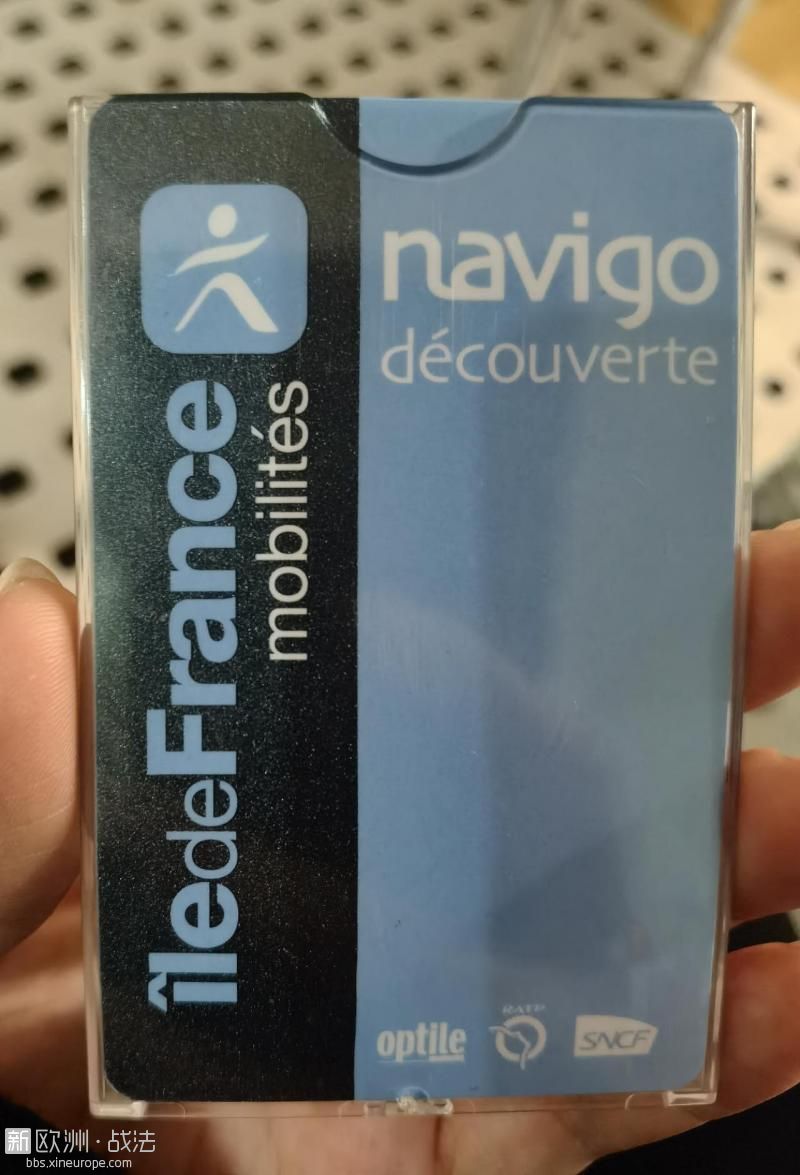 îledeFrance
mobilités
navigo
découverte
optile
RATP
SNCF
新欧洲·战法
bbs.xineurope.com